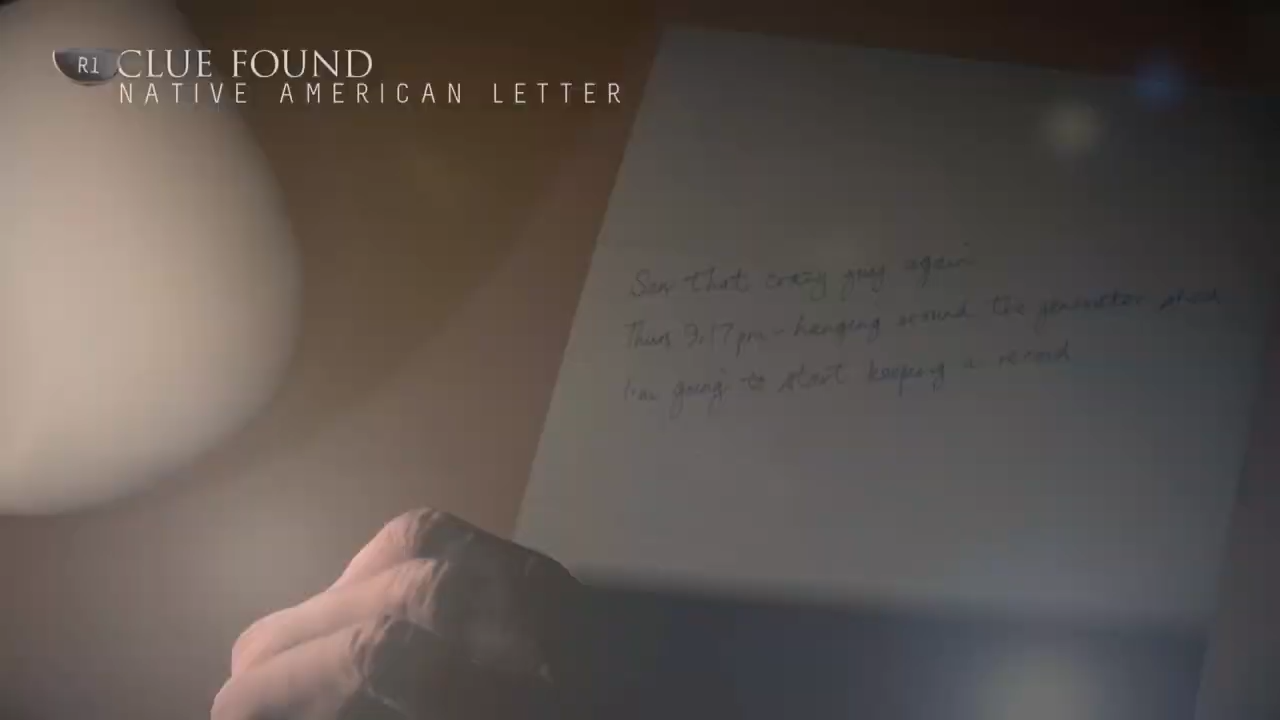 R1
CLUE FOUND
NATIVE AMERICAN LETTER
Saw that crazy guy again
Thurs 3.17pm - hanging around the generator shed
I'm going to start keeping a record